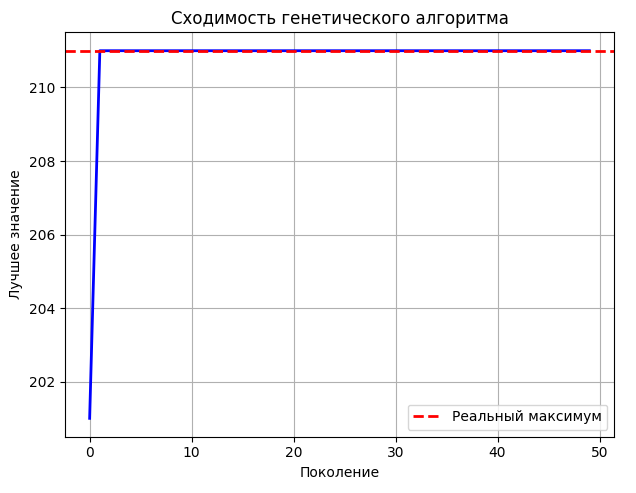 Сходимость генетического алгоритма
Лучшее значение
210
208
206
204
202
Реальный максимум
0 10 20 30 40 50
Поколение